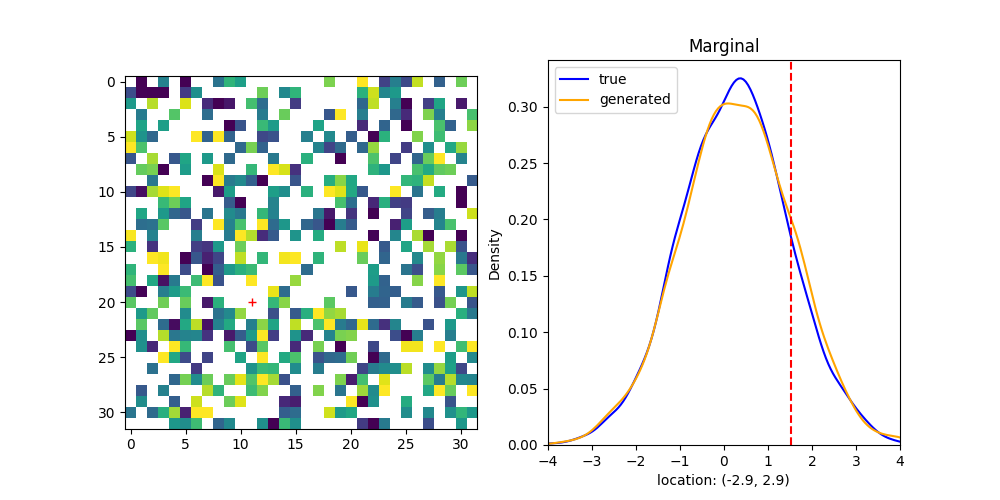 0
5
10
15
20
25
30
0 5 10 15 20 25 30
Marginal
true
generated
Density
0.30
0.25
0.20
0.15
0.10
0.05
0.00
−4 −3 −2 −1 0 1 2 3 4
location: (-2.9, 2.9)